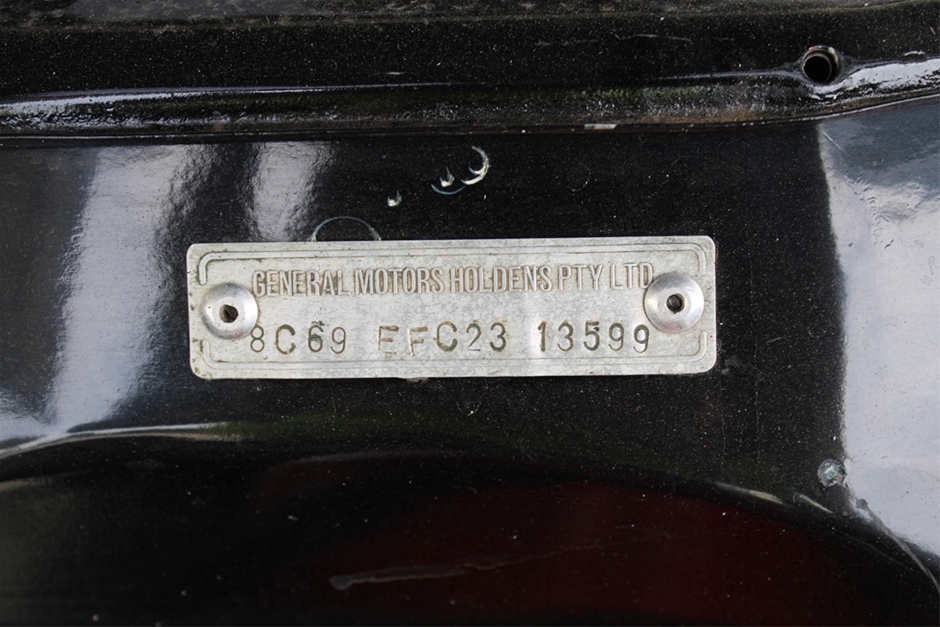 GENERAL MOTORS HOLDENS PTY LTD
8C69 EFC23 13599